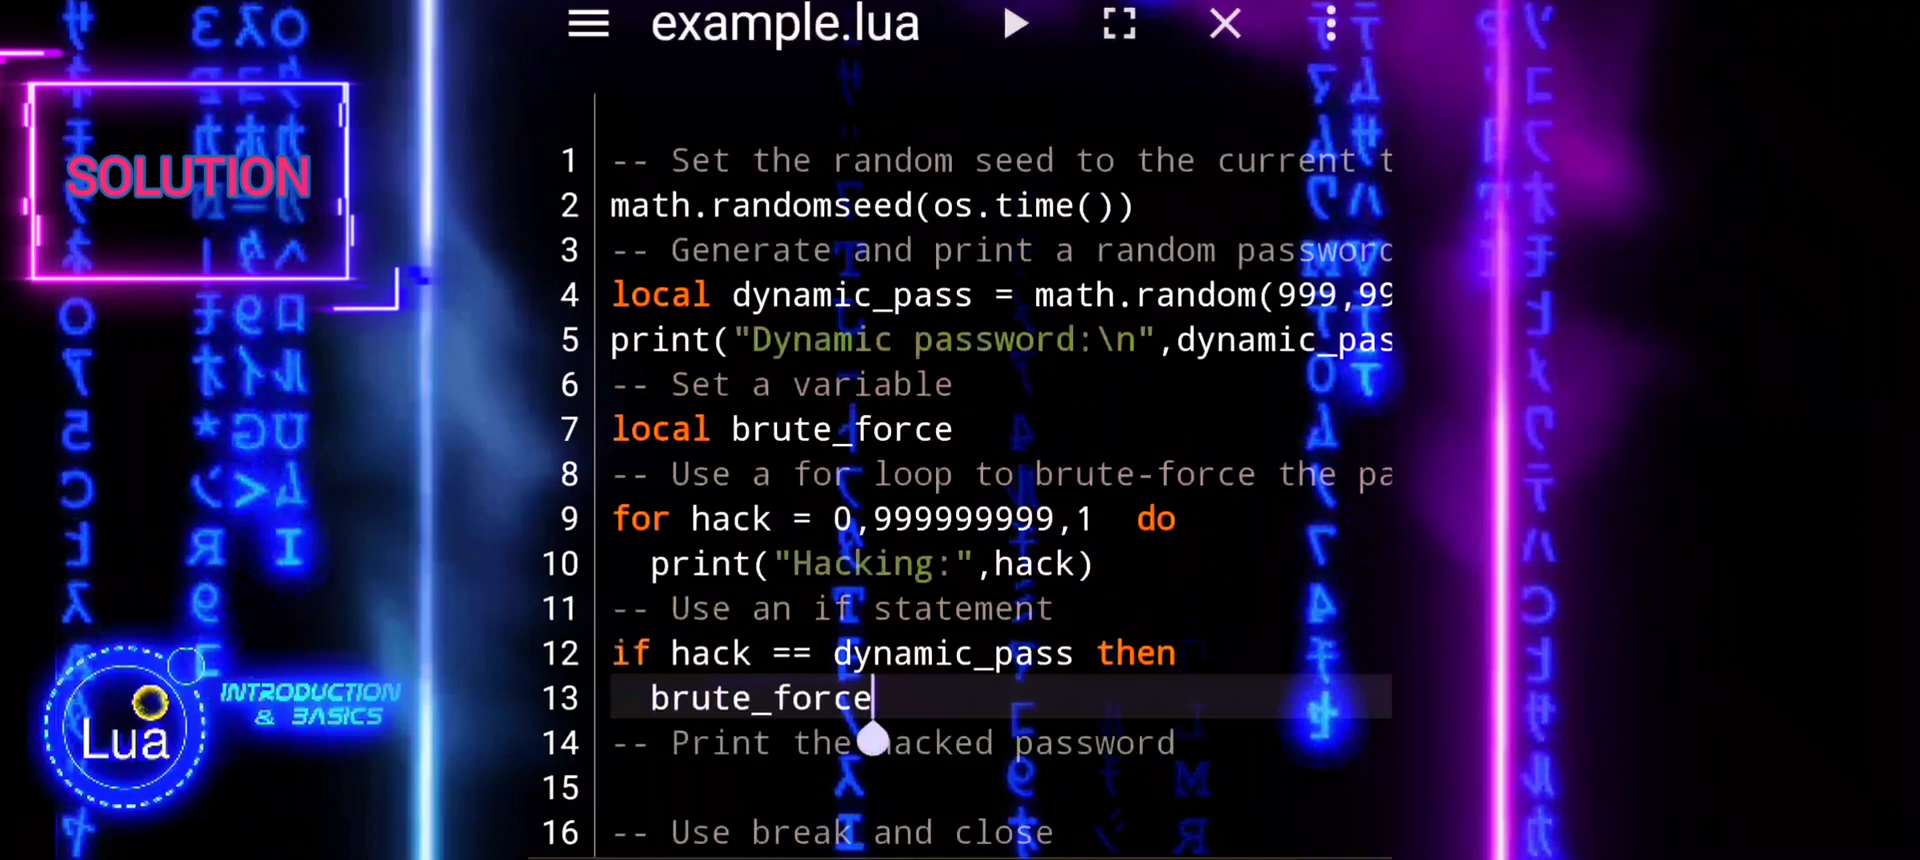 example.lua
SOLUTION
1 -- Set the random seed to the current t
2 math.randomseed(os.time())
3 -- Generate and print a random password
4 local dynamic_pass = math.random(999,99
5 print("Dynamic password:\n",dynamic_pas
6 -- Set a variable
7 local brute_force
8 -- Use a for loop to brute-force the pa
9 for hack = 0,999999999,1  do
10   print("Hacking:",hack)
11 -- Use an if statement
12 if hack == dynamic_pass then
13   brute_force
14 -- Print the hacked password
15
16 -- Use break and close
Lua
INTRODUCTION
& BASICS